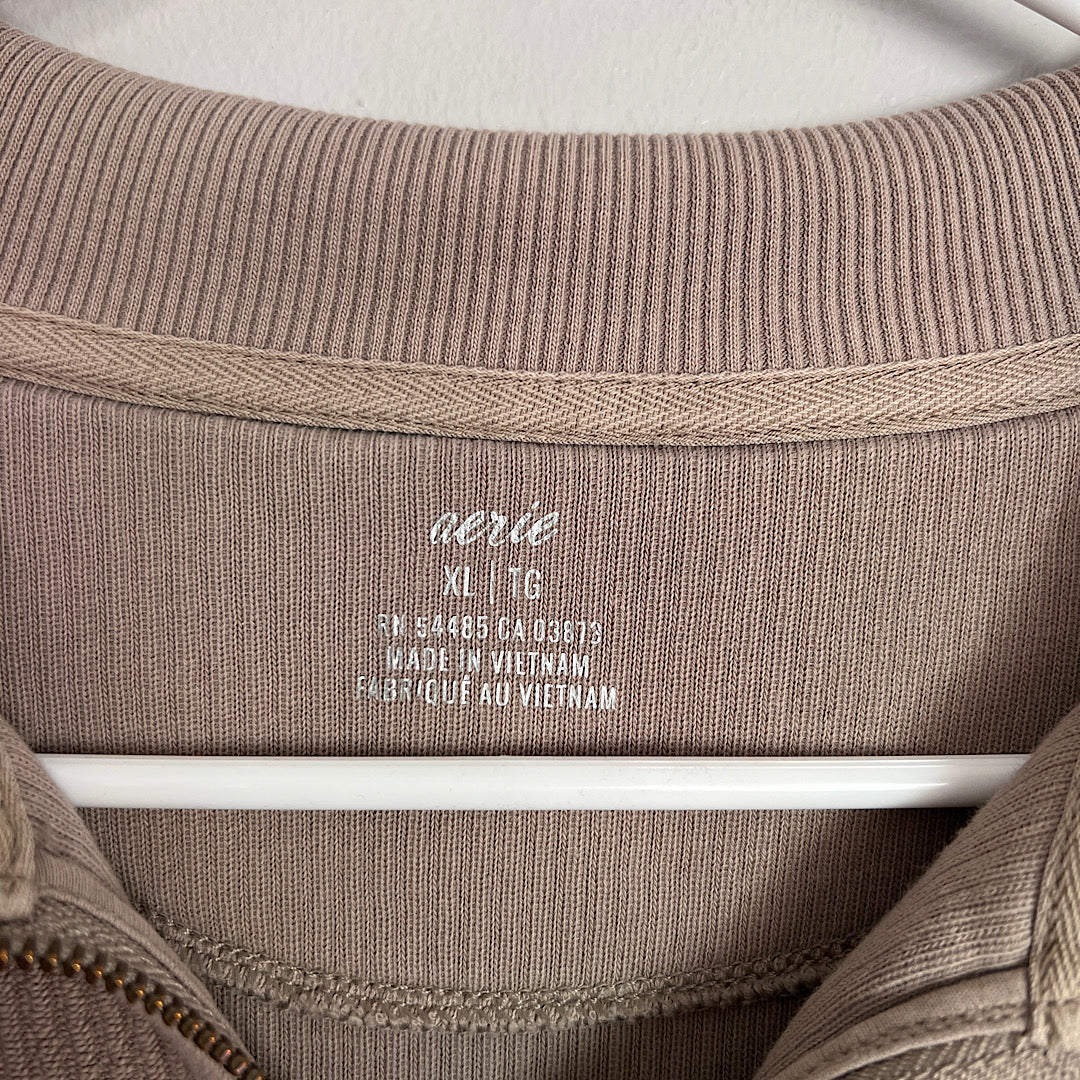 aerie
XL | TG
RN 54485 CA 03873
MADE IN VIETNAM
FABRIQUÉ AU VIETNAM